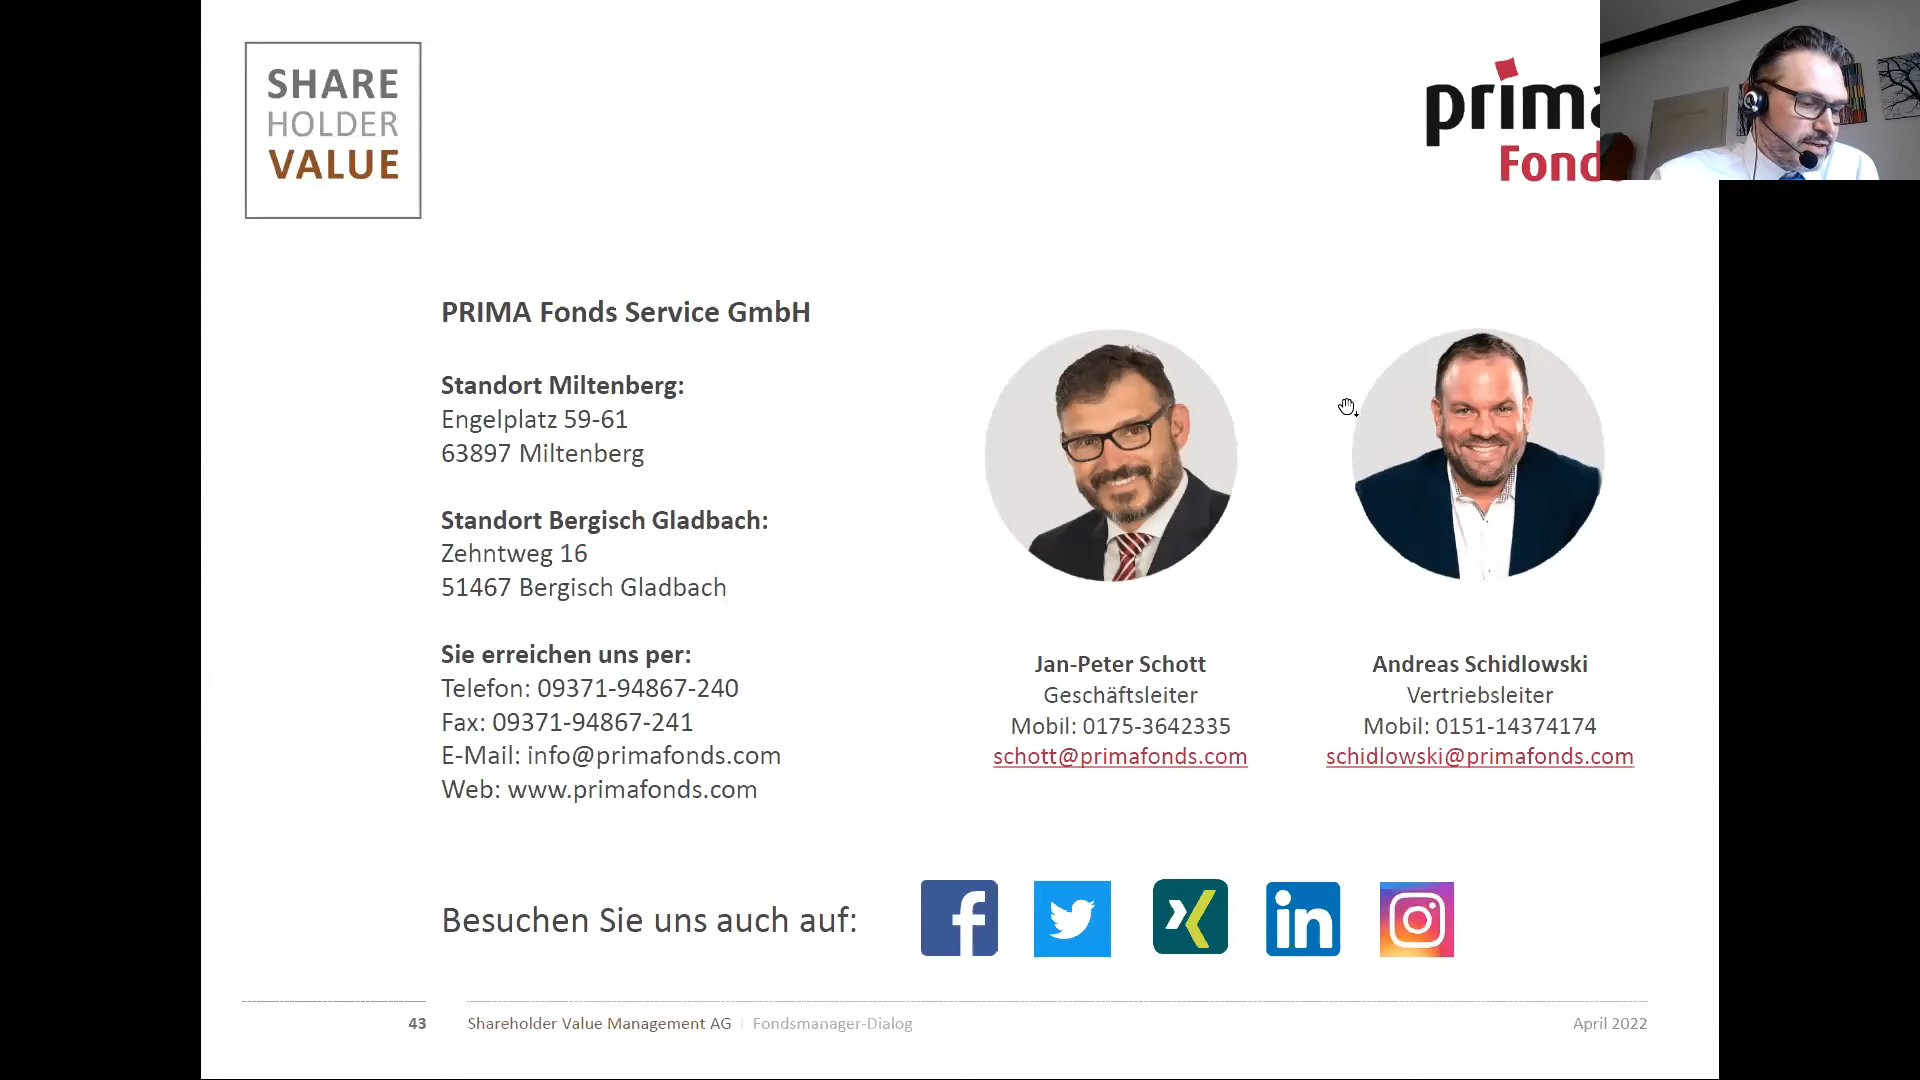 SHARE
HOLDER
VALUE
prima
Fonds
PRIMA Fonds Service GmbH
Standort Miltenberg:
Engelplatz 59-61
63897 Miltenberg
Standort Bergisch Gladbach:
Zehntweg 16
51467 Bergisch Gladbach
Sie erreichen uns per:
Telefon: 09371-94867-240
Fax: 09371-94867-241
E-Mail: info@primafonds.com
Web: www.primafonds.com
Jan-Peter Schott
Geschäftsleiter
Mobil: 0175-3642335
schott@primafonds.com
Andreas Schidlowski
Vertriebsleiter
Mobil: 0151-14374174
schidlowski@primafonds.com
Besuchen Sie uns auch auf:
43
Shareholder Value Management AG | Fondsmanager-Dialog
April 2022